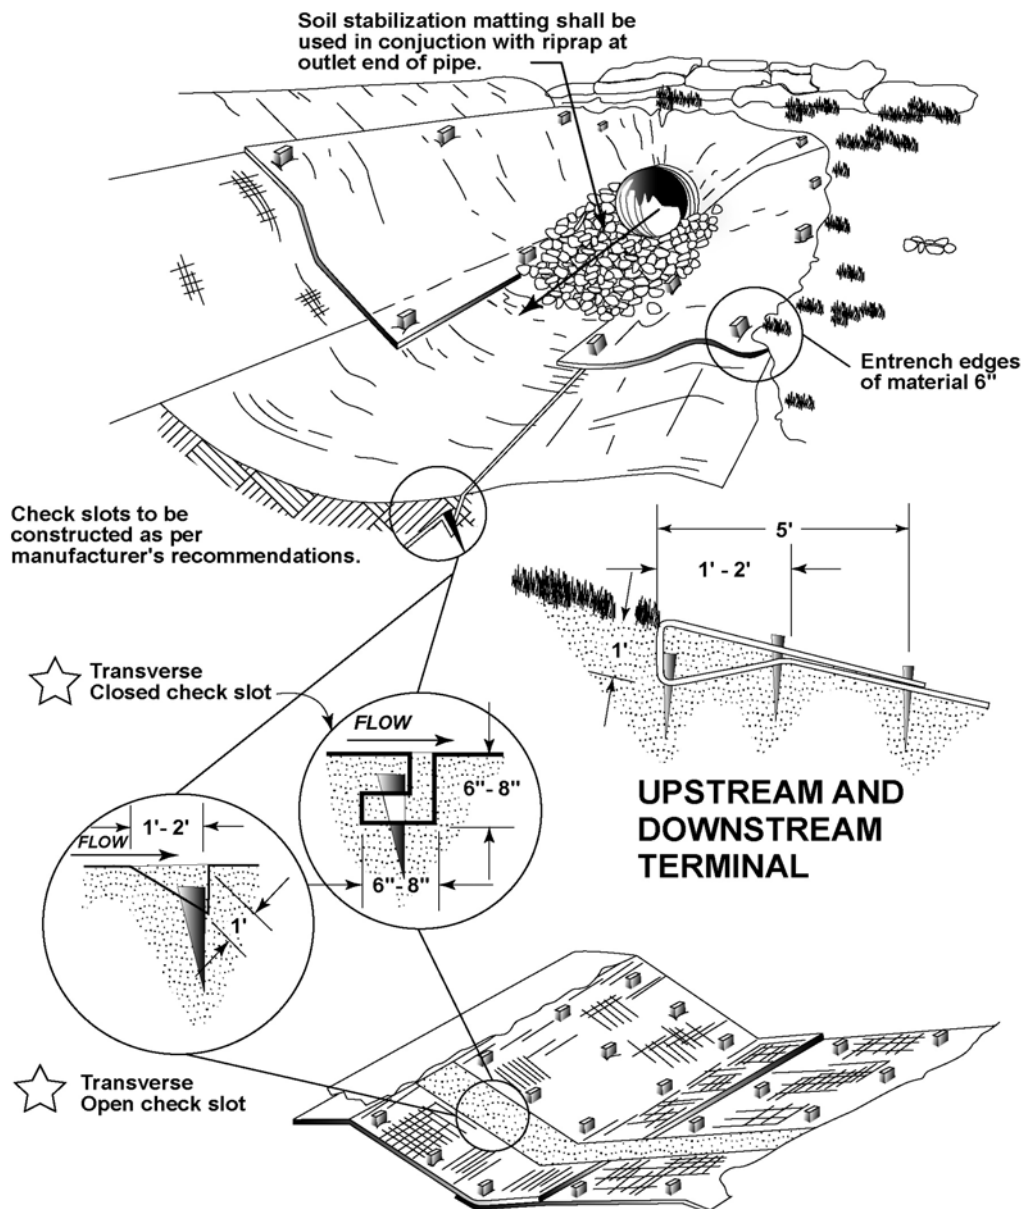 Soil stabilization matting shall be
used in conjuction with riprap at
outlet end of pipe.
Entrench edges
of material 6"
Check slots to be
constructed as per
manufacturer's recommendations.
5'
1' - 2'
1'
Transverse
Closed check slot
FLOW
6"- 8"
6"- 8"
UPSTREAM AND
DOWNSTREAM
TERMINAL
1'- 2'
FLOW
1'
Transverse
Open check slot